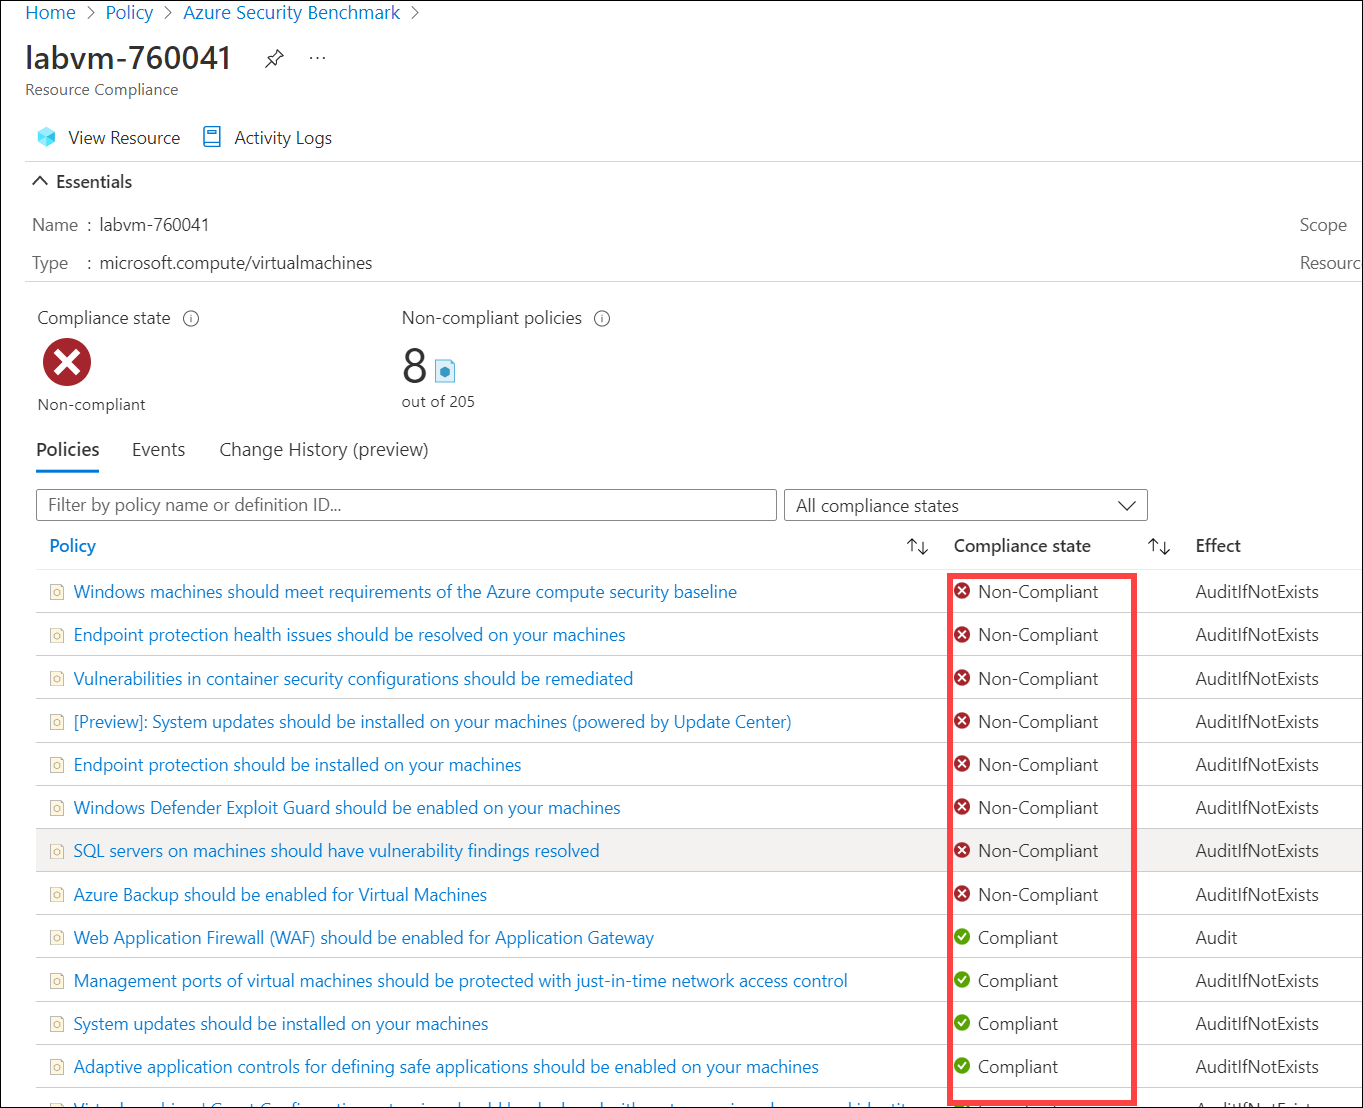 Home > Policy > Azure Security Benchmark >
labvm-760041 ...
Resource Compliance
View Resource Activity Logs
Essentials
Name : labvm-760041 Scope
Type : microsoft.compute/virtualmachines Resourc
Compliance state Non-compliant policies
8
Non-compliant out of 205
Policies Events Change History (preview)
Filter by policy name or definition ID... All compliance states
Policy Compliance state Effect
Windows machines should meet requirements of the Azure compute security baseline Non-Compliant AuditIfNotExists
Endpoint protection health issues should be resolved on your machines Non-Compliant AuditIfNotExists
Vulnerabilities in container security configurations should be remediated Non-Compliant AuditIfNotExists
[Preview]: System updates should be installed on your machines (powered by Update Center) Non-Compliant AuditIfNotExists
Endpoint protection should be installed on your machines Non-Compliant AuditIfNotExists
Windows Defender Exploit Guard should be enabled on your machines Non-Compliant AuditIfNotExists
SQL servers on machines should have vulnerability findings resolved Non-Compliant AuditIfNotExists
Azure Backup should be enabled for Virtual Machines Non-Compliant AuditIfNotExists
Web Application Firewall (WAF) should be enabled for Application Gateway Compliant Audit
Management ports of virtual machines should be protected with just-in-time network access control Compliant AuditIfNotExists
System updates should be installed on your machines Compliant AuditIfNotExists
Adaptive application controls for defining safe applications should be enabled on your machines Compliant AuditIfNotExists